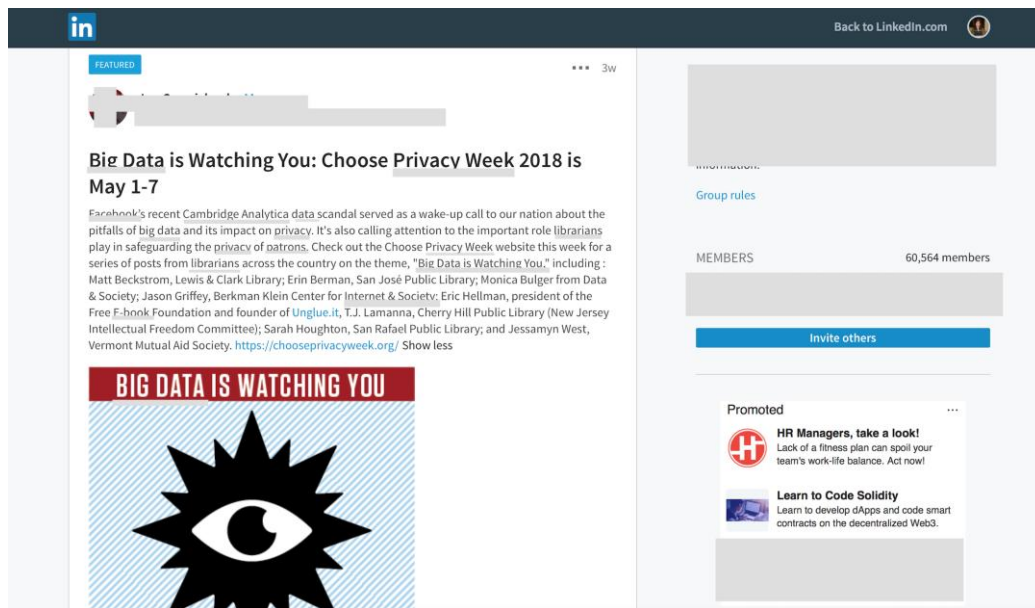 in
Back to LinkedIn.com
FEATURED
... 3w
Big Data is Watching You: Choose Privacy Week 2018 is
May 1-7
Facebook's recent Cambridge Analytica data scandal served as a wake-up call to our nation about the
pitfalls of big data and its impact on privacy. It's also calling attention to the important role librarians
play in safeguarding the privacy of patrons. Check out the Choose Privacy Week website this week for a
series of posts from librarians across the country on the theme, "Big Data is Watching You." including :
Matt Beckstrom, Lewis & Clark Library; Erin Berman, San José Public Library; Monica Bulger from Data
& Society; Jason Griffey, Berkman Klein Center for Internet & Society; Eric Hellman, president of the
Free E-book Foundation and founder of Unglue.it, T.J. Lamanna, Cherry Hill Public Library (New Jersey
Intellectual Freedom Committee); Sarah Houghton, San Rafael Public Library; and Jessamyn West,
Vermont Mutual Aid Society. https://chooseprivacyweek.org/ Show less
BIG DATA IS WATCHING YOU
information.
Group rules
MEMBERS 60,564 members
Invite others
Promoted ...
HR Managers, take a look!
Lack of a fitness plan can spoil your
team's work-life balance. Act now!
Learn to Code Solidity
Learn to develop dApps and code smart
contracts on the decentralized Web3.